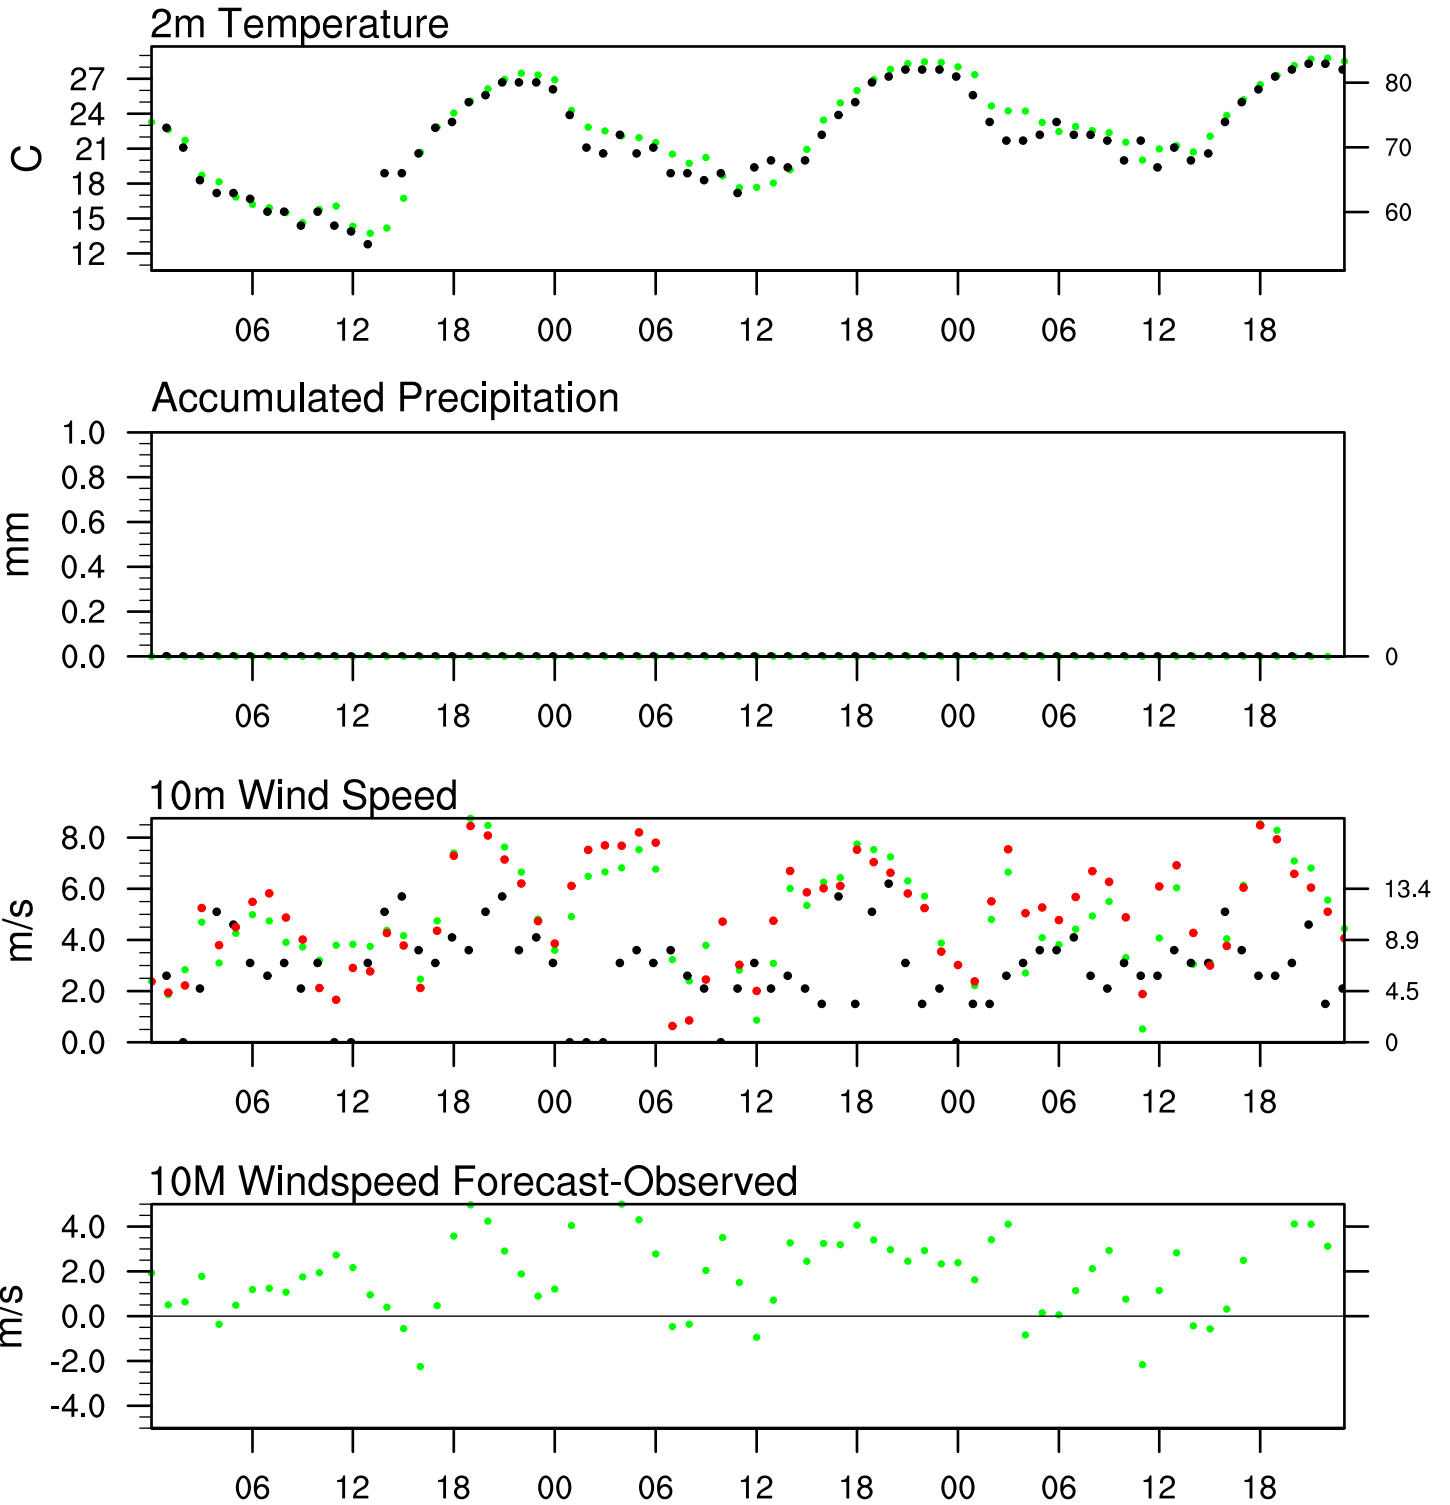 2m Temperature
C
27
24
21
18
15
12
80
70
60
06 12 18 00 06 12 18 00 06 12 18
Accumulated Precipitation
mm
1.0
0.8
0.6
0.4
0.2
0.0
0
06 12 18 00 06 12 18 00 06 12 18
10m Wind Speed
m/s
8.0
6.0
4.0
2.0
0.0
13.4
8.9
4.5
0
06 12 18 00 06 12 18 00 06 12 18
10M Windspeed Forecast-Observed
m/s
4.0
2.0
0.0
-2.0
-4.0
06 12 18 00 06 12 18 00 06 12 18